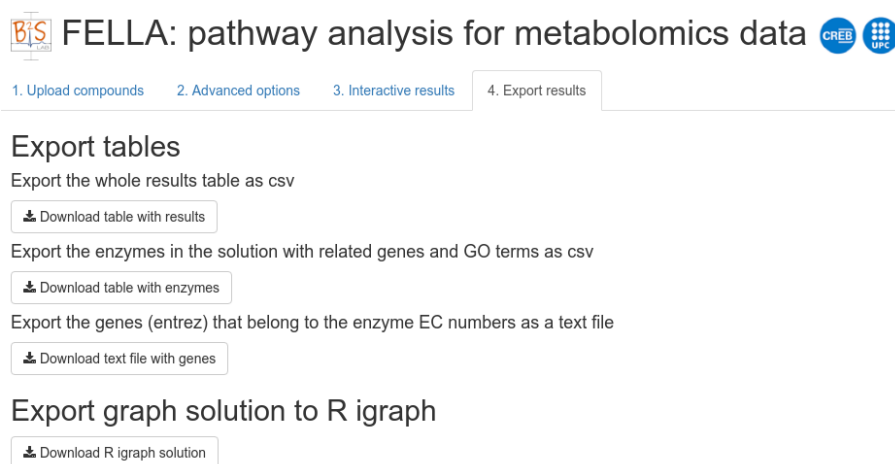 B2S FELLA: pathway analysis for metabolomics data CREB UPC
1. Upload compounds 2. Advanced options 3. Interactive results 4. Export results
Export tables
Export the whole results table as csv
Download table with results
Export the enzymes in the solution with related genes and GO terms as csv
Download table with enzymes
Export the genes (entrez) that belong to the enzyme EC numbers as a text file
Download text file with genes
Export graph solution to R igraph
Download R igraph solution